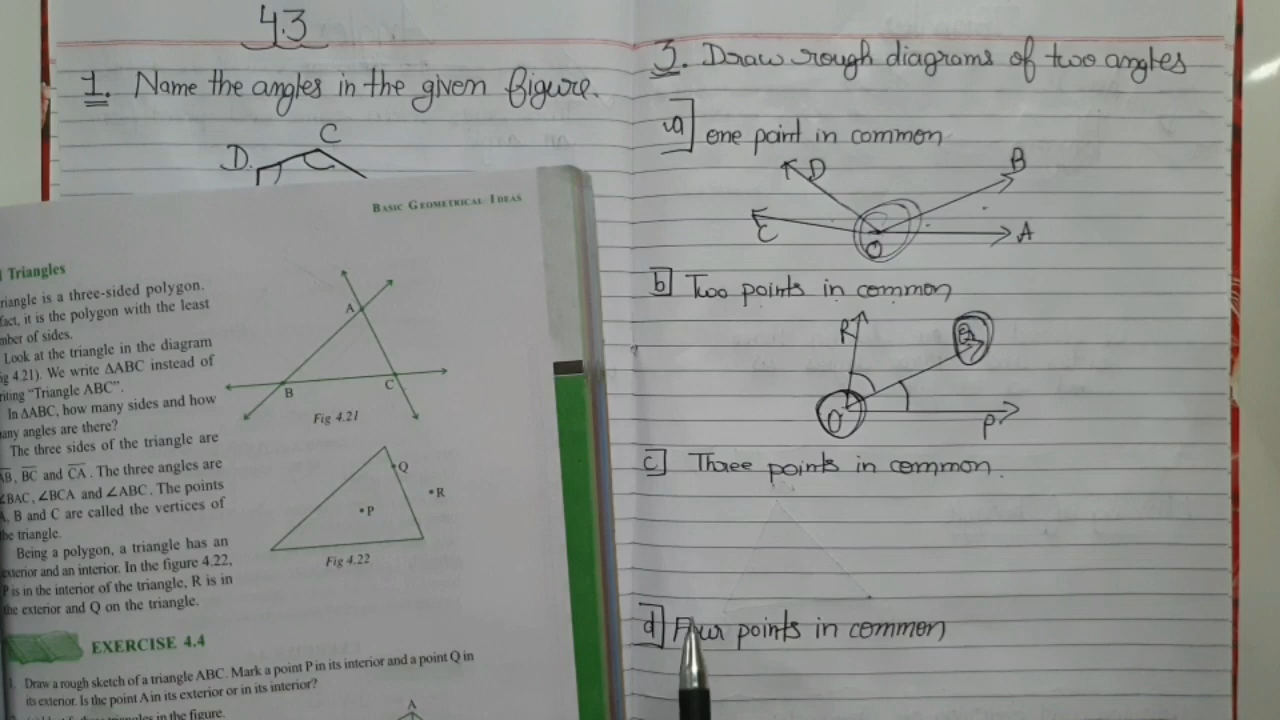 4.3
1. Name the angles in the given figure.
D
C
BASIC GEOMETRICAL IDEAS
Triangles
riangle is a three-sided polygon.
fact, it is the polygon with the least
mber of sides.
Look at the triangle in the diagram
ig 4.21). We write ΔABC instead of
riting "Triangle ABC".
In ΔABC, how many sides and how
any angles are there?
The three sides of the triangle are
AB, BC and CA. The three angles are
∠BAC, ∠BCA and ∠ABC. The points
A, B and C are called the vertices of
the triangle.
Being a polygon, a triangle has an
exterior and an interior. In the figure 4.22,
P is in the interior of the triangle, R is in
the exterior and Q on the triangle.
A
B
C
Fig 4.21
Q
R
P
Fig 4.22
EXERCISE 4.4
1. Draw a rough sketch of a triangle ABC. Mark a point P in its interior and a point Q in
its exterior. Is the point A in its exterior or in its interior?
triangles in the figure.
A
3. Draw rough diagrams of two angles
a] one point in common
D
B
E
O
A
b] Two points in common
R
Q
O
P
c] Three points in common.
d] Four points in common